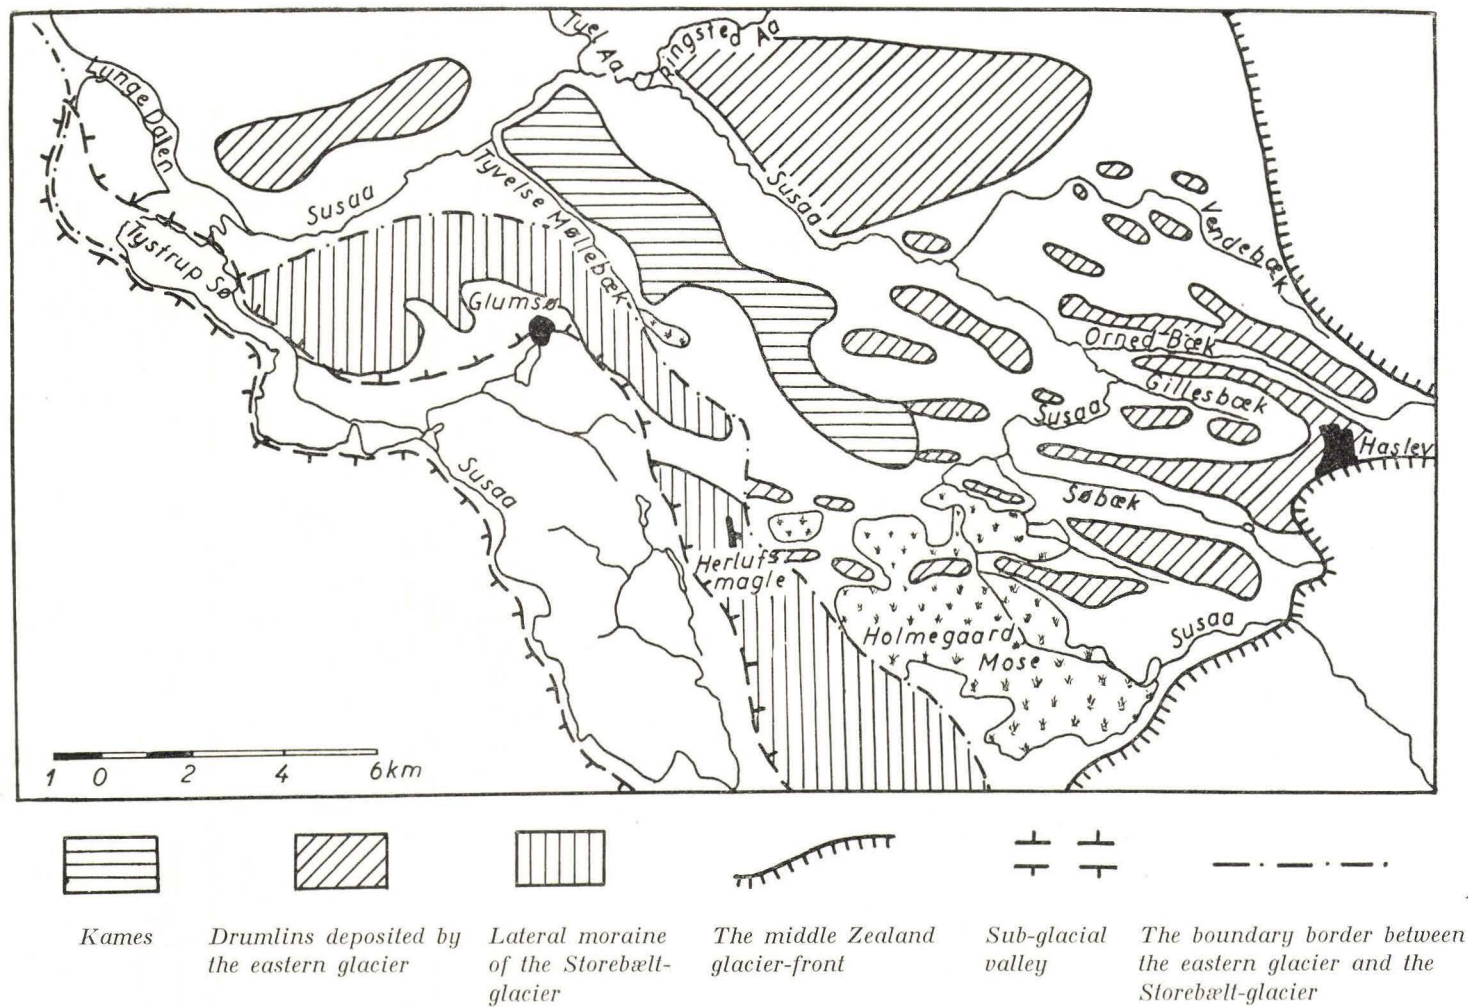 Tuel Aa
Ringsted Aa
Lynge Dalen
Susaa
Tyvelse Møllebæk
Susaa
Vendebæk
Tystrup Sø
Glumsø
Orned Bæk
Gillesbæk
Susaa
Haslev
Susaa
Søbæk
Herlufs-
magle
Holmegaard
Mose
Susaa
1 0 2 4 6km
Kames
Drumlins deposited by
the eastern glacier
Lateral moraine
of the Storebælt-
glacier
The middle Zealand
glacier-front
Sub-glacial
valley
The boundary border between
the eastern glacier and the
Storebælt-glacier